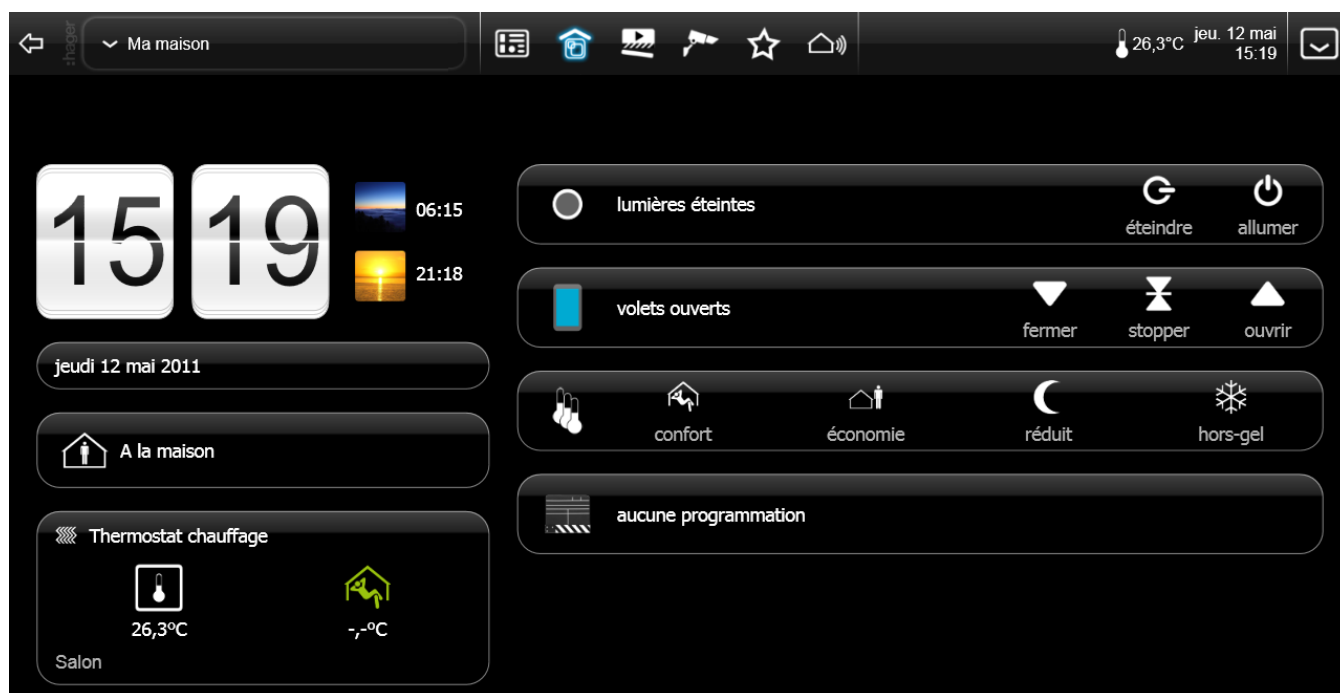 :hager
Ma maison
26,3°C
jeu. 12 mai
15:19
15 19
06:15
21:18
jeudi 12 mai 2011
A la maison
Thermostat chauffage
26,3°C
-,-°C
Salon
lumières éteintes
éteindre
allumer
volets ouverts
fermer
stopper
ouvrir
confort
économie
réduit
hors-gel
aucune programmation